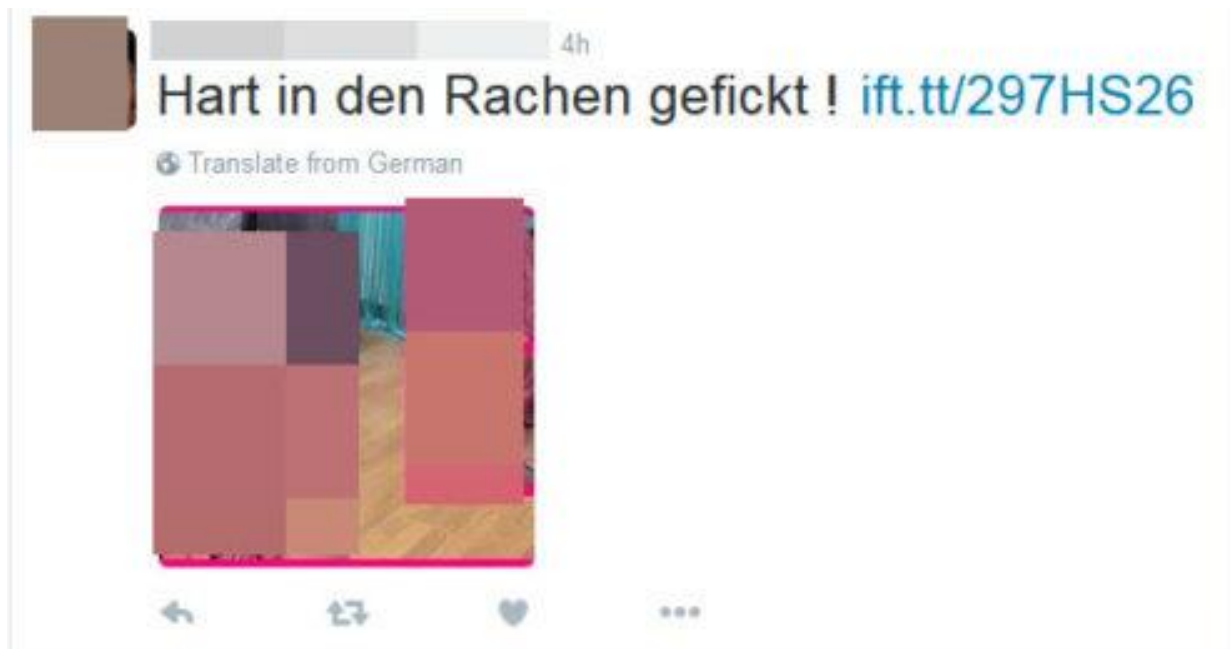 4h
Hart in den Rachen gefickt ! ift.tt/297HS26
Translate from German